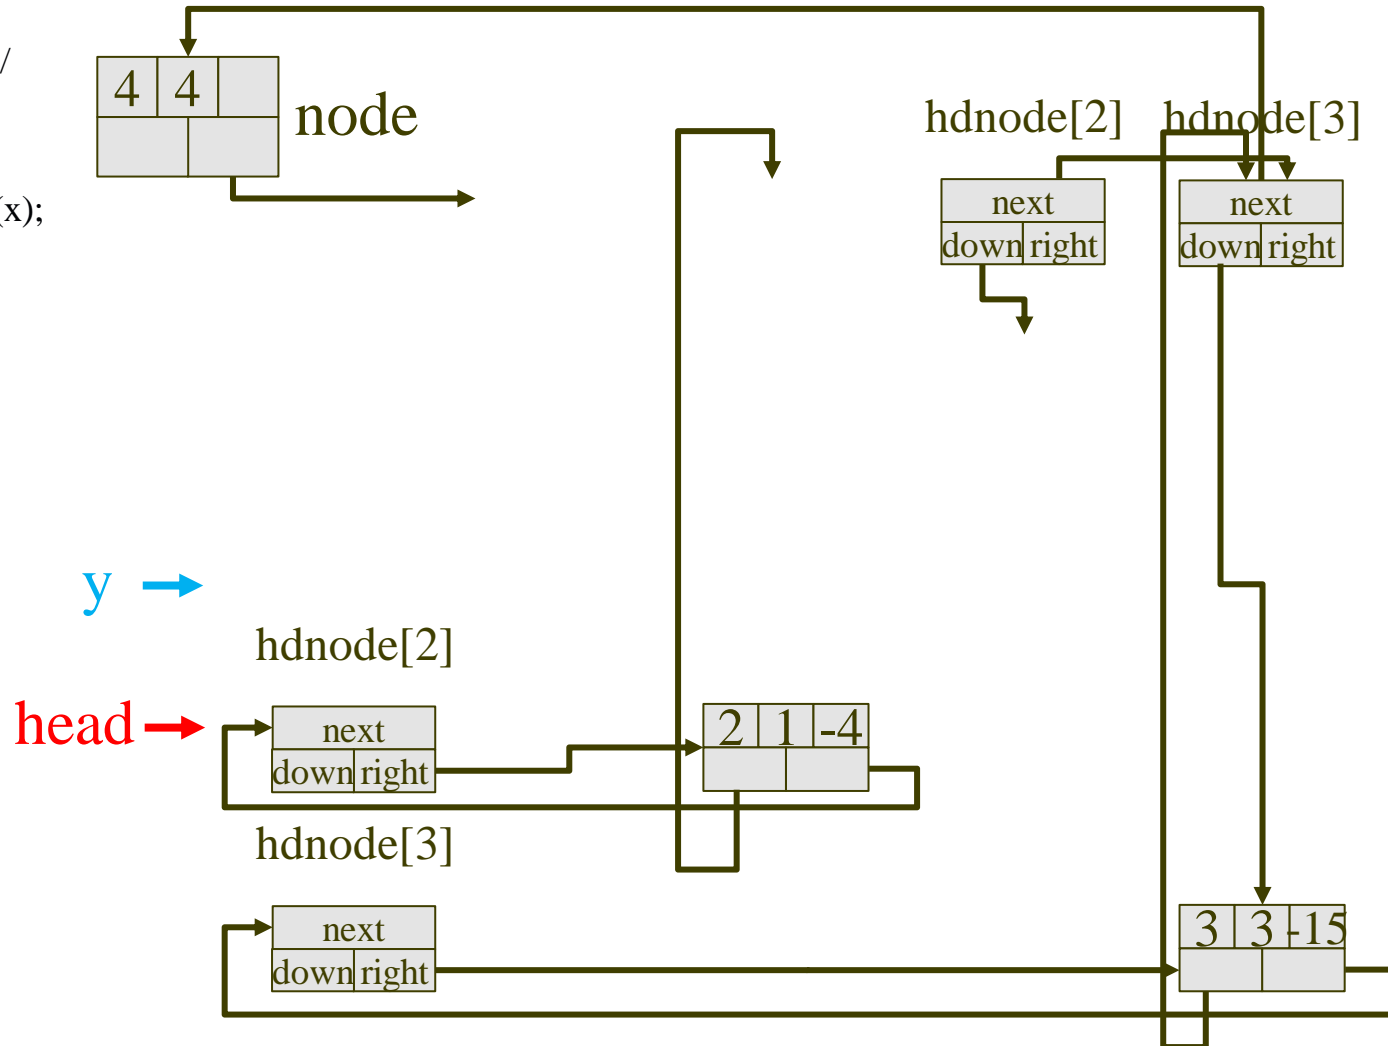 /
4 4
node
hdnode[2] hdnode[3]
next next
down right down right
(x);
y
hdnode[2]
head
next
down right
2 1 -4
hdnode[3]
next
down right
3 3 -15